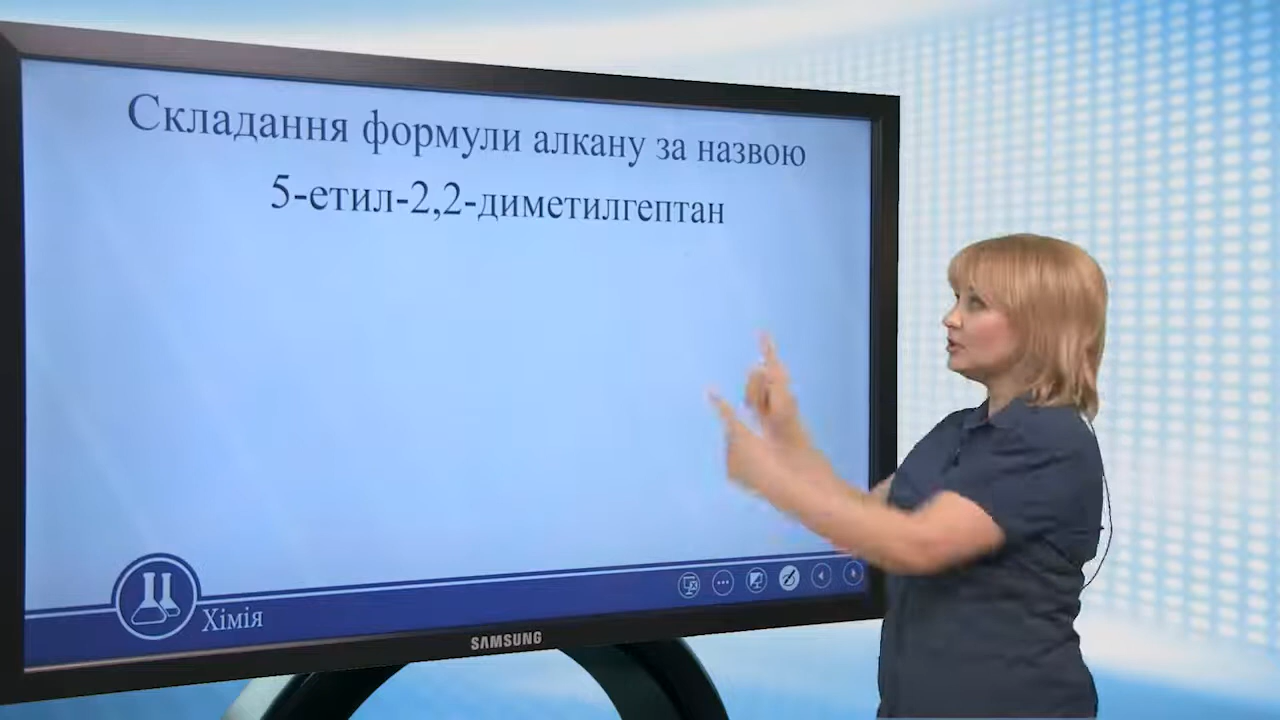 Складання формули алкану за назвою
5-етил-2,2-диметилгептан
Хімія
SAMSUNG